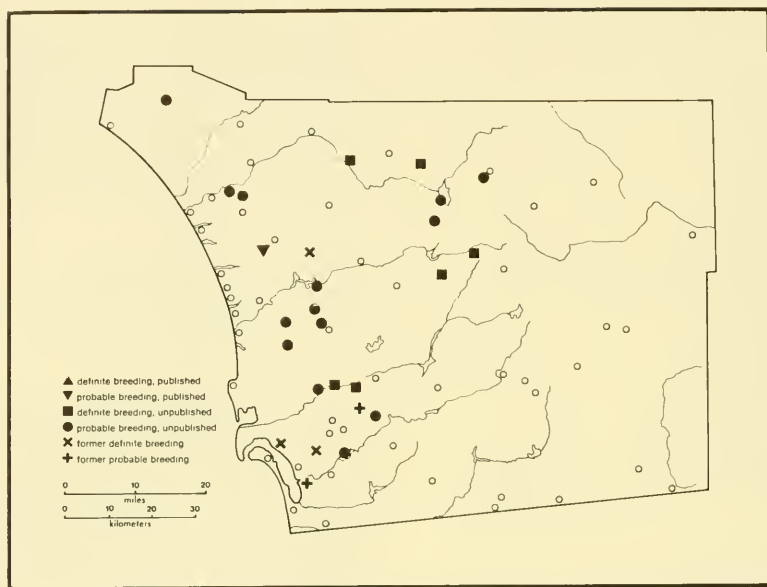 definite breeding, published
probable breeding, published
definite breeding, unpublished
probable breeding, unpublished
former definite breeding
former probable breeding
0 10 20
miles
0 10 20 30
kilometers